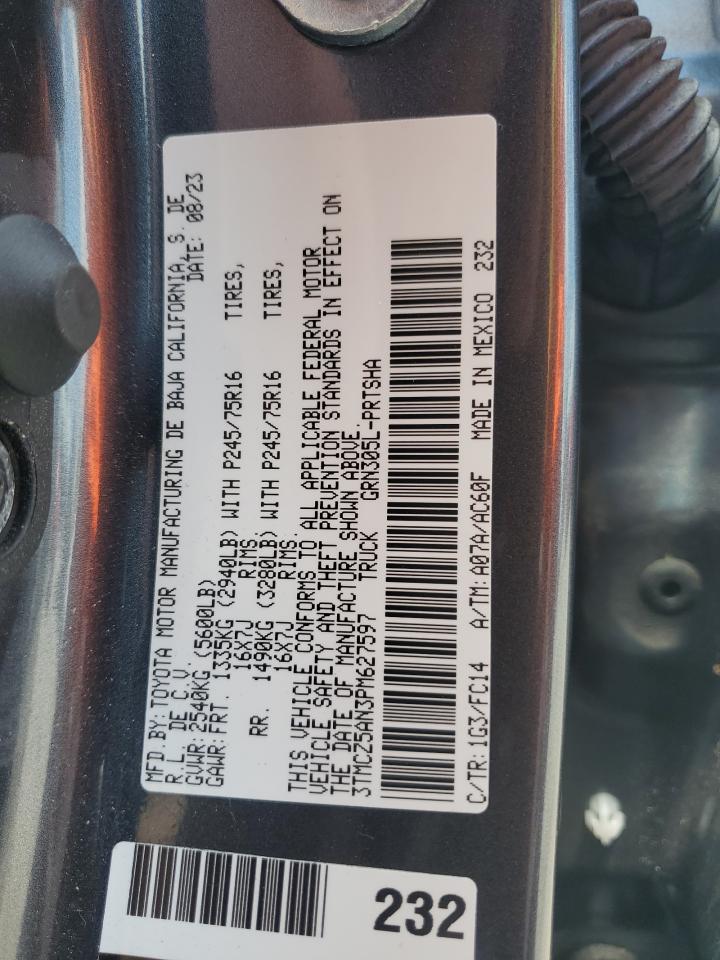 MFD.BY: TOYOTA MOTOR MANUFACTURING DE BAJA CALIFORNIA, S. DE
R.L. DE C.V. DATE: 08/23
GVWR: 2540KG (5600LB)
GAWR: FRT. 1335KG (2940LB) WITH P245/75R16 TIRES,
16X7J RIMS.
RR. 1490KG (3280LB) WITH P245/75R16 TIRES,
16X7J RIMS.
THIS VEHICLE CONFORMS TO ALL APPLICABLE FEDERAL MOTOR
VEHICLE SAFETY AND THEFT PREVENTION STANDARDS IN EFFECT ON
THE DATE OF MANUFACTURE SHOWN ABOVE.
3TMCZ5AN3PM627597 TRUCK GRN305L-PRTSHA
C/TR: 1G3/FC14 A/TM: A07A/AC60F MADE IN MEXICO 232
232